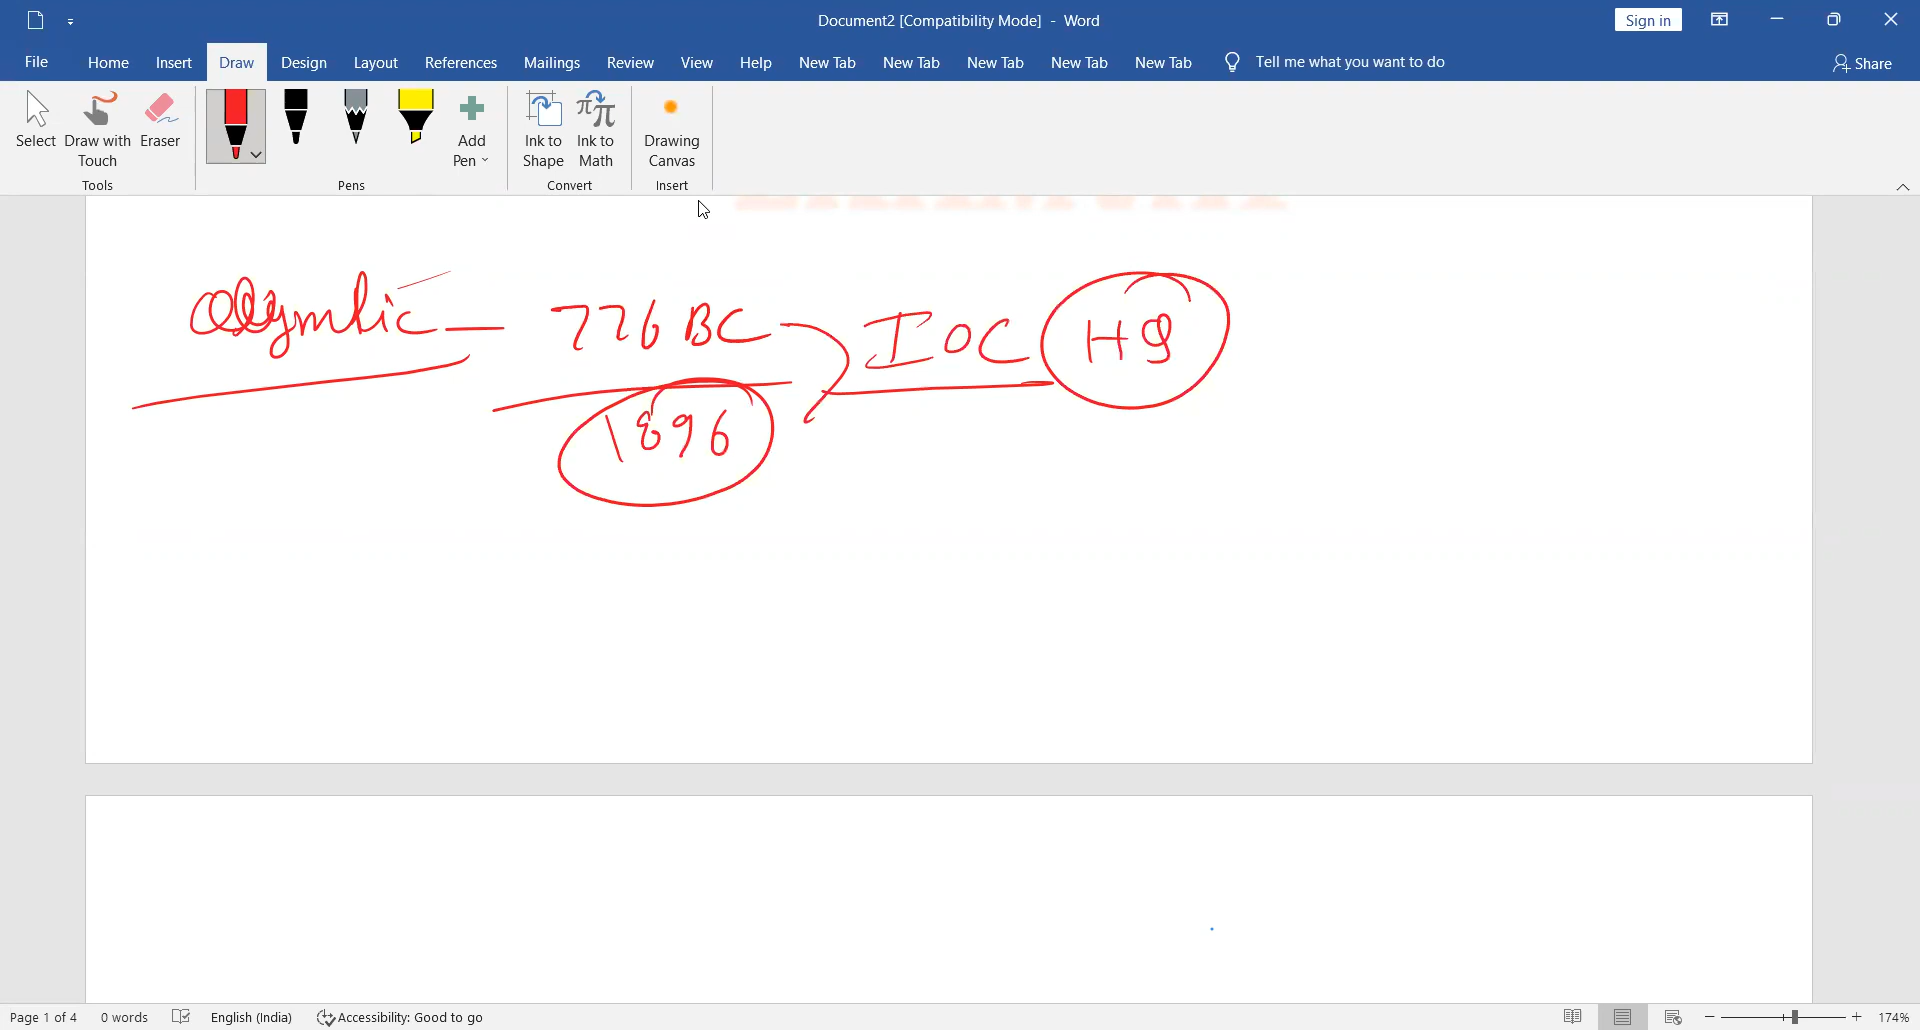 Document2 [Compatibility Mode] - Word
Sign in
File Home Insert Draw Design Layout References Mailings Review View Help New Tab New Tab New Tab New Tab New Tab Tell me what you want to do Share
Select Draw with Touch Eraser Add Pen Ink to Shape Ink to Math Drawing Canvas
Tools Pens Convert Insert
Olympic — 776 BC IOC HQ
1896
Page 1 of 4 0 words English (India) Accessibility: Good to go 174%